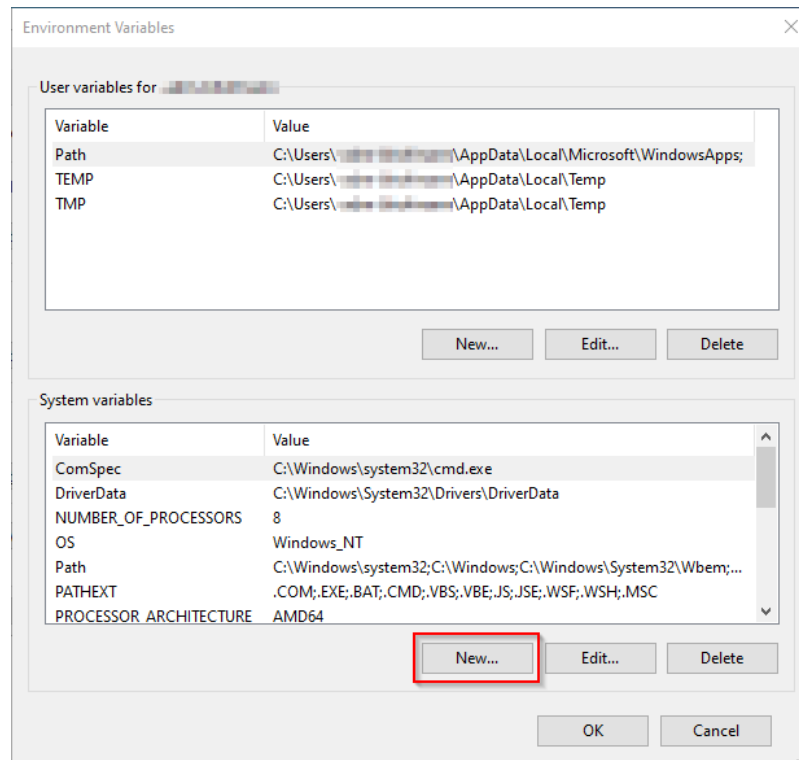 Environment Variables
User variables for
Variable Value
Path C:\Users\ \AppData\Local\Microsoft\WindowsApps;
TEMP C:\Users\ \AppData\Local\Temp
TMP C:\Users\ \AppData\Local\Temp
New... Edit... Delete
System variables
Variable Value
ComSpec C:\Windows\system32\cmd.exe
DriverData C:\Windows\System32\Drivers\DriverData
NUMBER_OF_PROCESSORS 8
OS Windows_NT
Path C:\Windows\system32;C:\Windows;C:\Windows\System32\Wbem;...
PATHEXT .COM;.EXE;.BAT;.CMD;.VBS;.VBE;.JS;.JSE;.WSF;.WSH;.MSC
PROCESSOR_ARCHITECTURE AMD64
New... Edit... Delete
OK Cancel